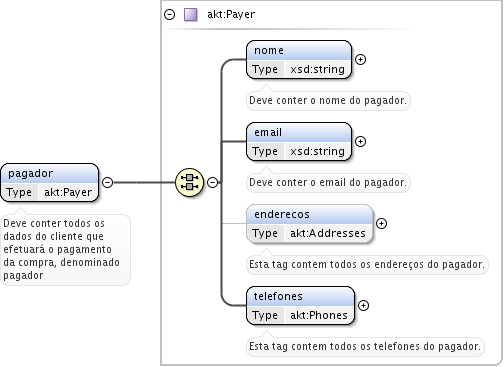 akt:Payer
nome
Type xsd:string
Deve conter o nome do pagador.
email
Type xsd:string
Deve conter o email do pagador.
pagador
Type akt:Payer
Deve conter todos os
dados do cliente que
efetuará o pagamento
da compra, denominado
pagador
enderecos
Type akt:Addresses
Esta tag contem todos os endereços do pagador.
telefones
Type akt:Phones
Esta tag contem todos os telefones do pagador.